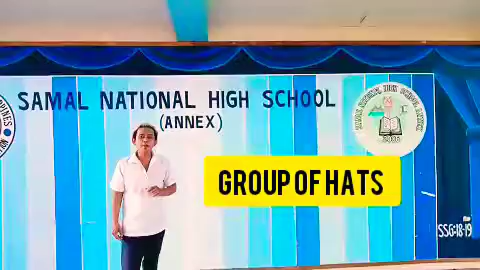 SAMAL NATIONAL HIGH SCHOOL
(ANNEX)
GROUP OF HATS
SSG:18-19